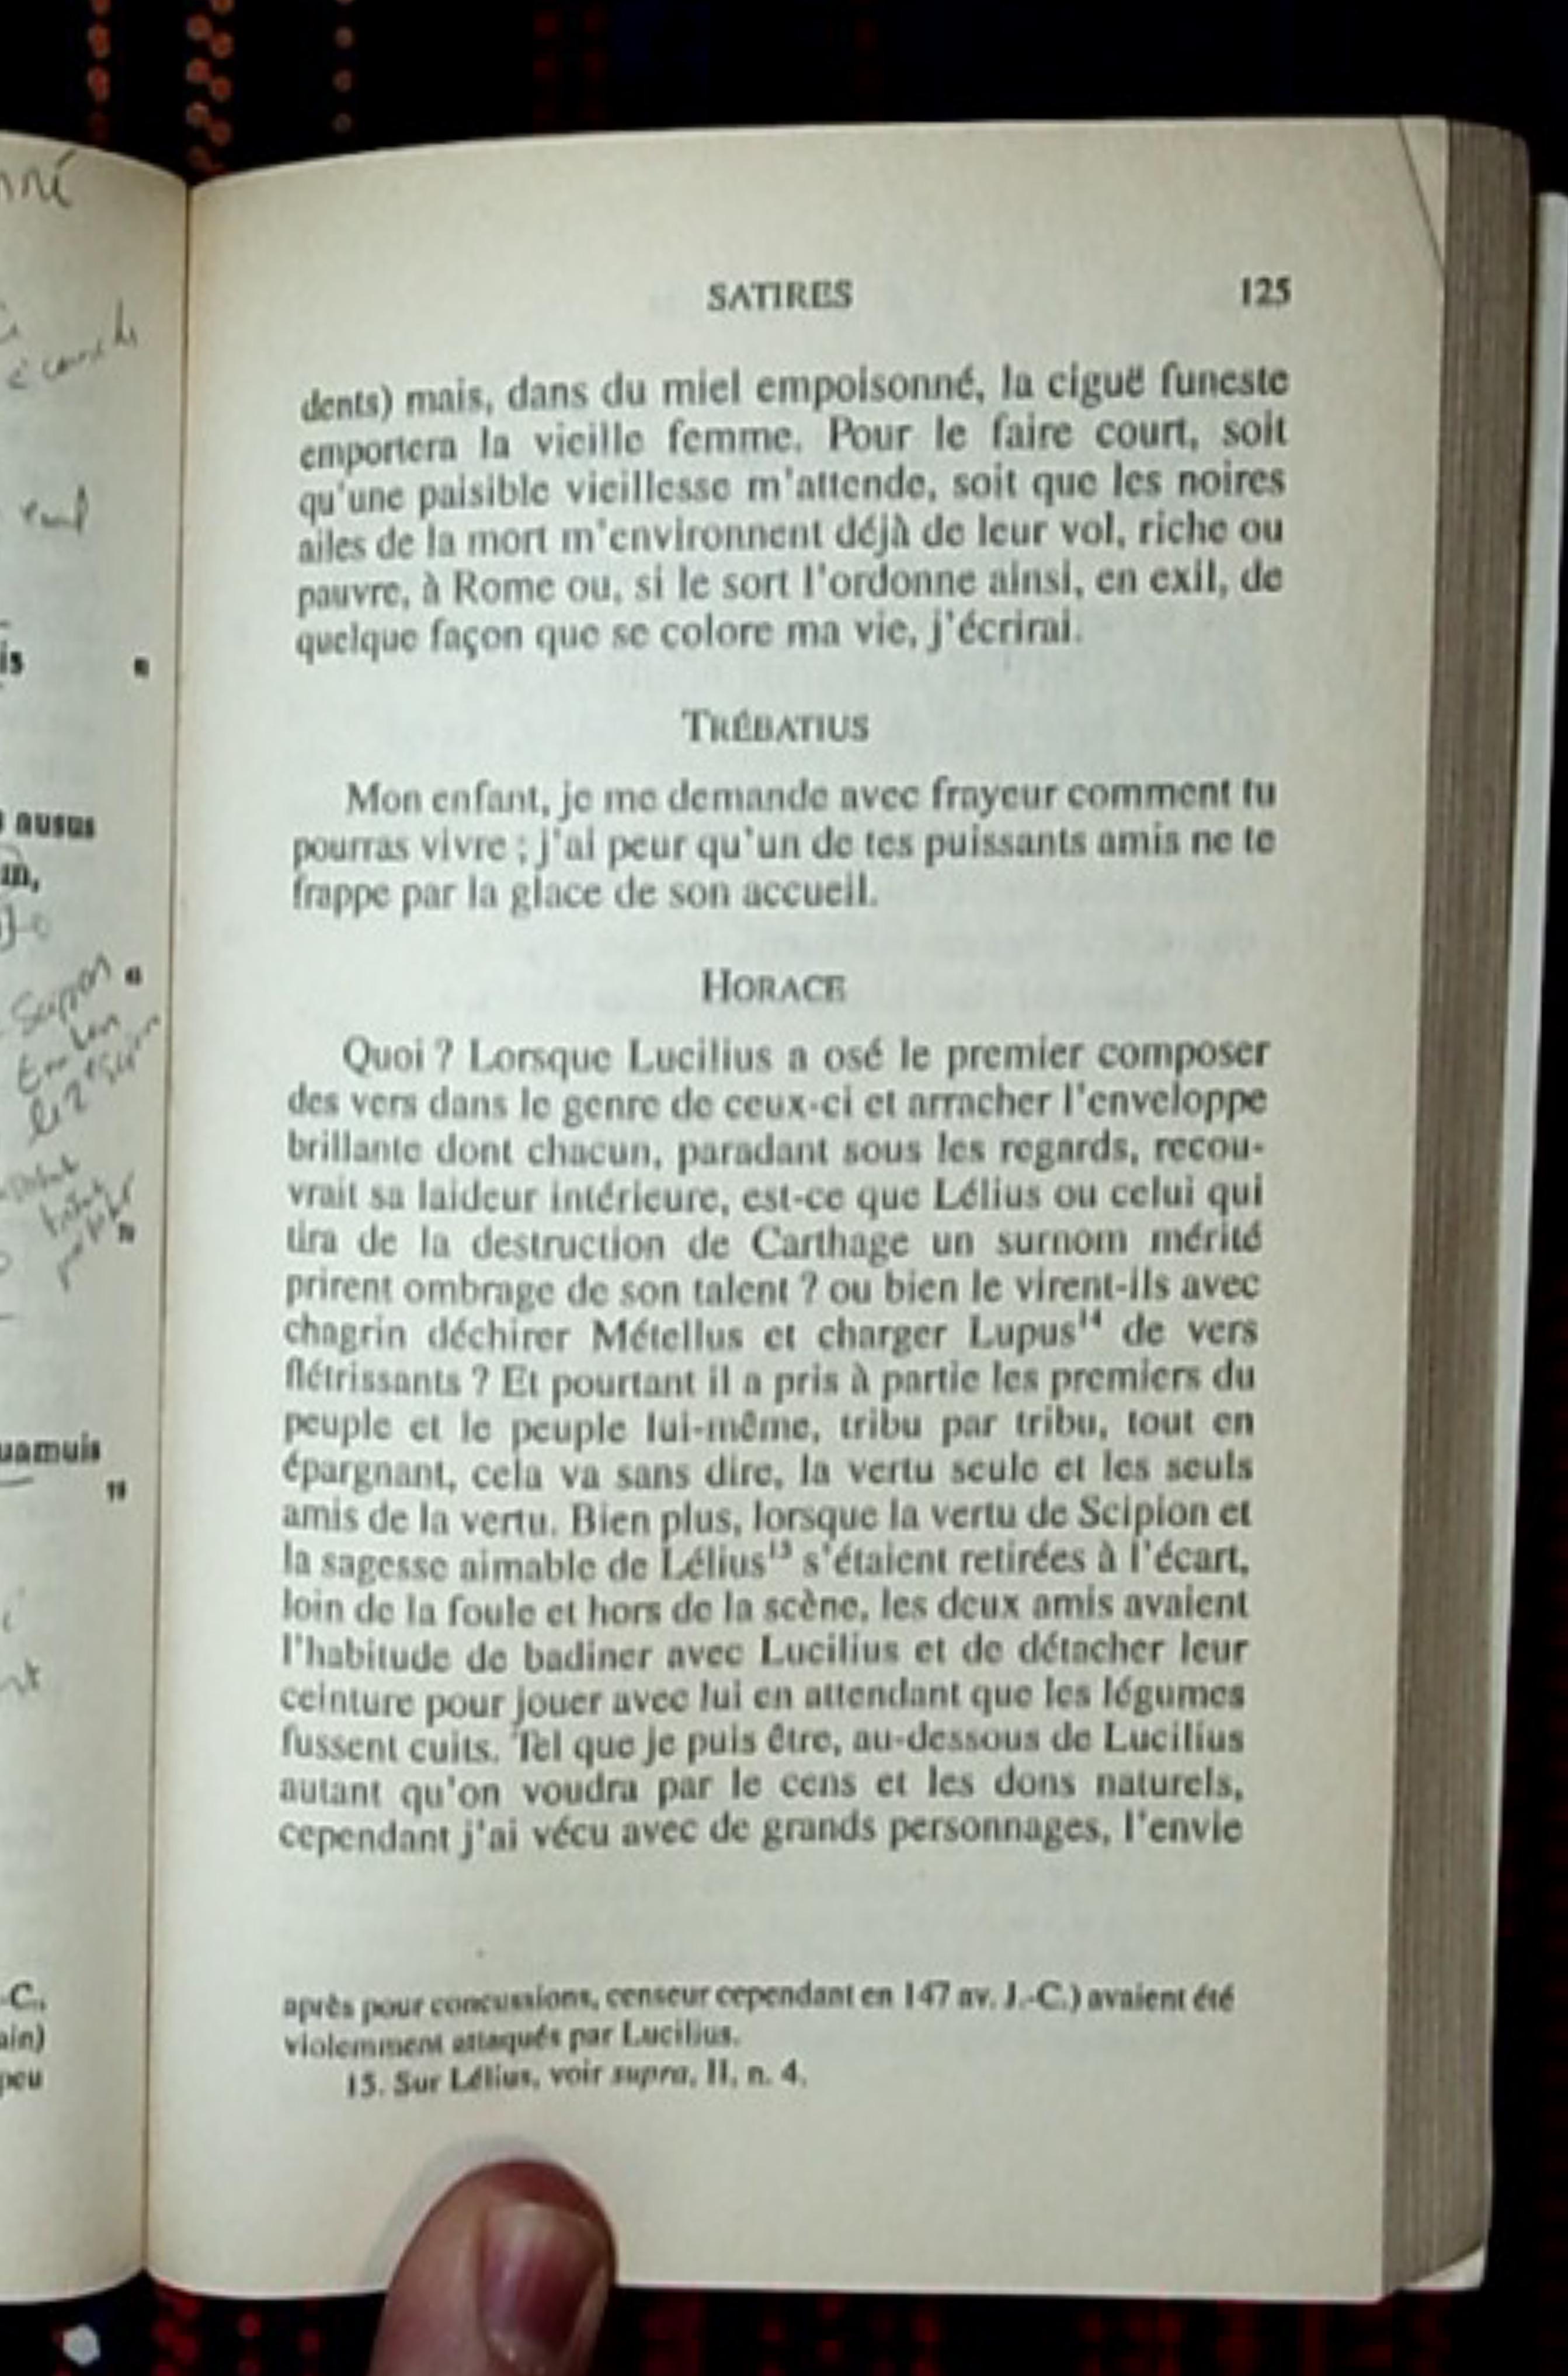 is
ausus
m,
uamuis
-C.,
ain)
peu
SATIRES 125
dents) mais, dans du miel empoisonné, la ciguë funeste
emportera la vieille femme. Pour le faire court, soit
qu'une paisible vieillesse m'attende, soit que les noires
ailes de la mort m'environnent déjà de leur vol, riche ou
pauvre, à Rome ou, si le sort l'ordonne ainsi, en exil, de
quelque façon que se colore ma vie, j'écrirai.
TRÉBATIUS
Mon enfant, je me demande avec frayeur comment tu
pourras vivre ; j'ai peur qu'un de tes puissants amis ne te
frappe par la glace de son accueil.
HORACE
Quoi ? Lorsque Lucilius a osé le premier composer
des vers dans le genre de ceux-ci et arracher l'enveloppe
brillante dont chacun, paradant sous les regards, recou-
vrait sa laideur intérieure, est-ce que Lélius ou celui qui
tira de la destruction de Carthage un surnom mérité
prirent ombrage de son talent ? ou bien le virent-ils avec
chagrin déchirer Métellus et charger Lupus¹⁴ de vers
flétrissants ? Et pourtant il a pris à partie les premiers du
peuple et le peuple lui-même, tribu par tribu, tout en
épargnant, cela va sans dire, la vertu seule et les seuls
amis de la vertu. Bien plus, lorsque la vertu de Scipion et
la sagesse aimable de Lélius¹⁵ s'étaient retirées à l'écart,
loin de la foule et hors de la scène, les deux amis avaient
l'habitude de badiner avec Lucilius et de détacher leur
ceinture pour jouer avec lui en attendant que les légumes
fussent cuits. Tel que je puis être, au-dessous de Lucilius
autant qu'on voudra par le cens et les dons naturels,
cependant j'ai vécu avec de grands personnages, l'envie
après pour concussions, censeur cependant en 147 av. J.-C.) avaient été
violemment attaqués par Lucilius.
15. Sur Lélius, voir supra, II, n. 4.